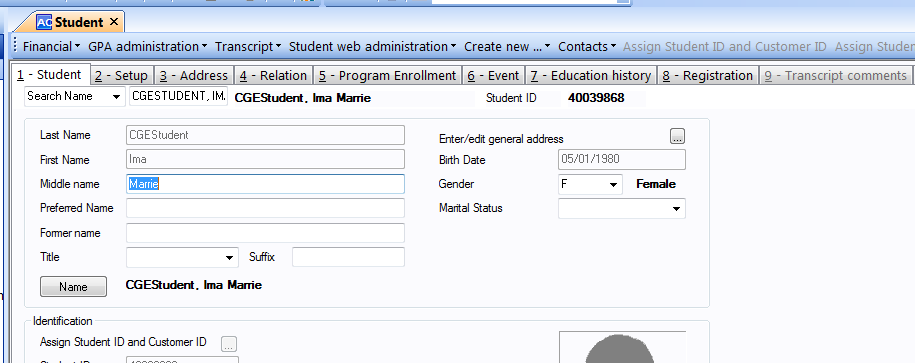 AC Student ✕
Financial GPA administration Transcript Student web administration Create new ... Contacts Assign Student ID and Customer ID Assign Studen
1 - Student 2 - Setup 3 - Address 4 - Relation 5 - Program Enrollment 6 - Event 7 - Education history 8 - Registration 9 - Transcript comments
Search Name CGESTUDENT, IM. CGEStudent, Ima Marrie Student ID 40039868
Last Name CGEStudent Enter/edit general address ...
First Name Ima Birth Date 05/01/1980
Middle name Marrie Gender F Female
Preferred Name Marital Status
Former name
Title Suffix
Name CGEStudent, Ima Marrie
Identification
Assign Student ID and Customer ID ...